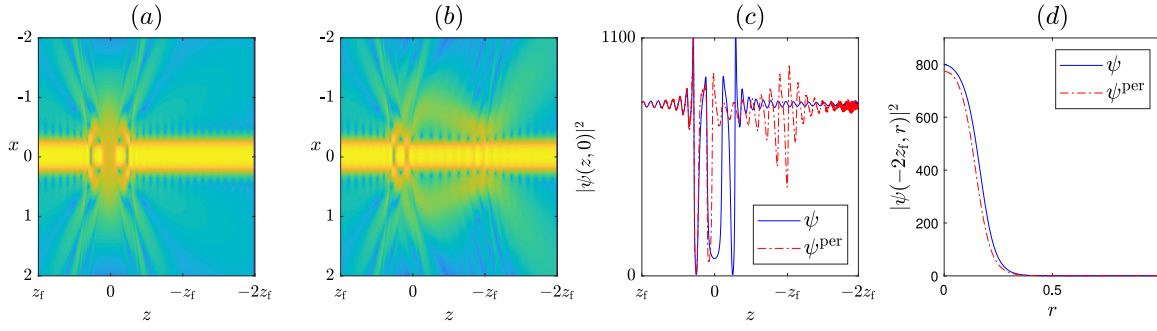 (a)
-2
-1
x 0
1
2
z_f 0 -z_f -2z_f
z
(b)
-2
-1
x 0
1
2
z_f 0 -z_f -2z_f
z
(c)
1100
|ψ(z, 0)|²
0
ψ
ψ^per
z_f 0 -z_f -2z_f
z
(d)
800
600
400
200
0
|ψ(-2z_f, r)|²
ψ
ψ^per
0 0.5
r